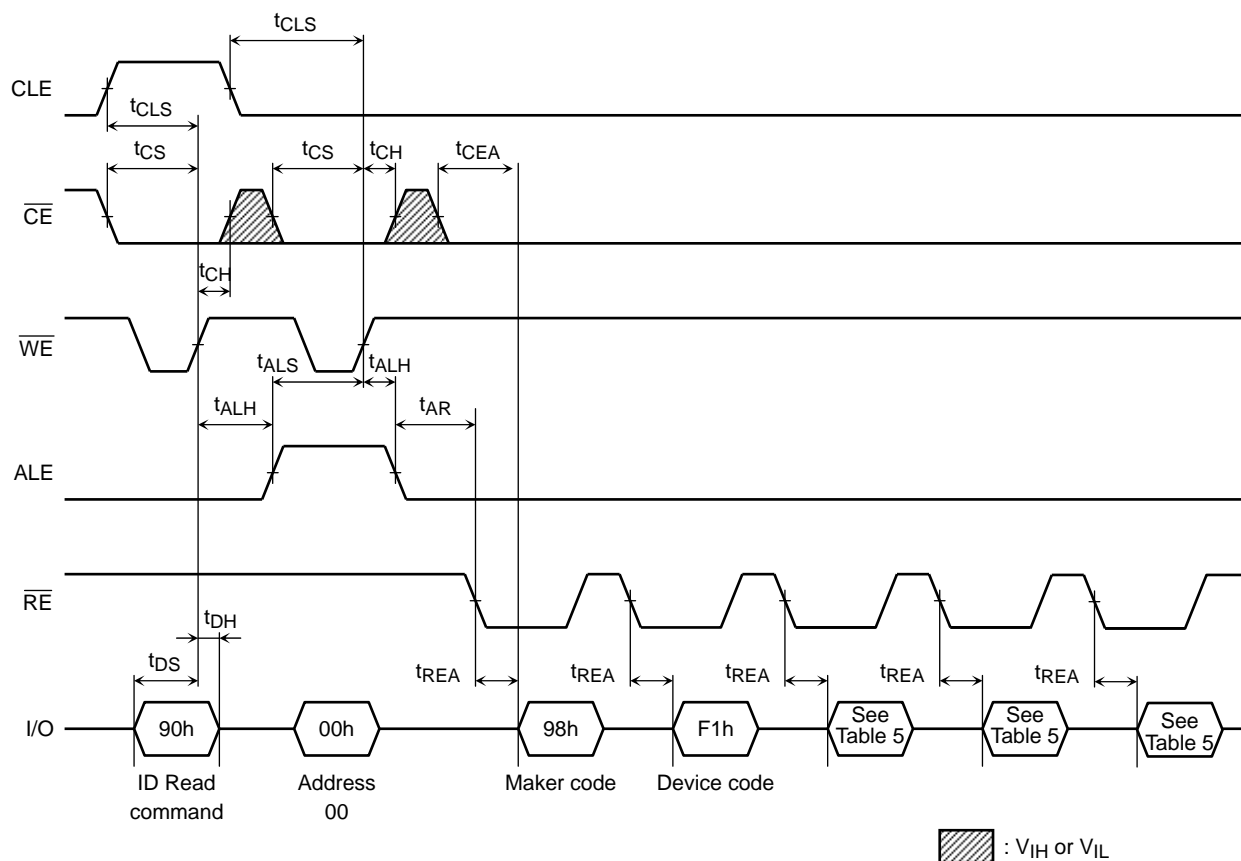 tCLS
CLE
tCLS
tCS
tCS
tCH
tCEA
CE
tCH
WE
tALS
tALH
tALH
tAR
ALE
RE
tDH
tDS
tREA
tREA
tREA
tREA
tREA
I/O
90h
00h
98h
F1h
See
Table 5
See
Table 5
See
Table 5
ID Read
command
Address
00
Maker code
Device code
: VIH or VIL